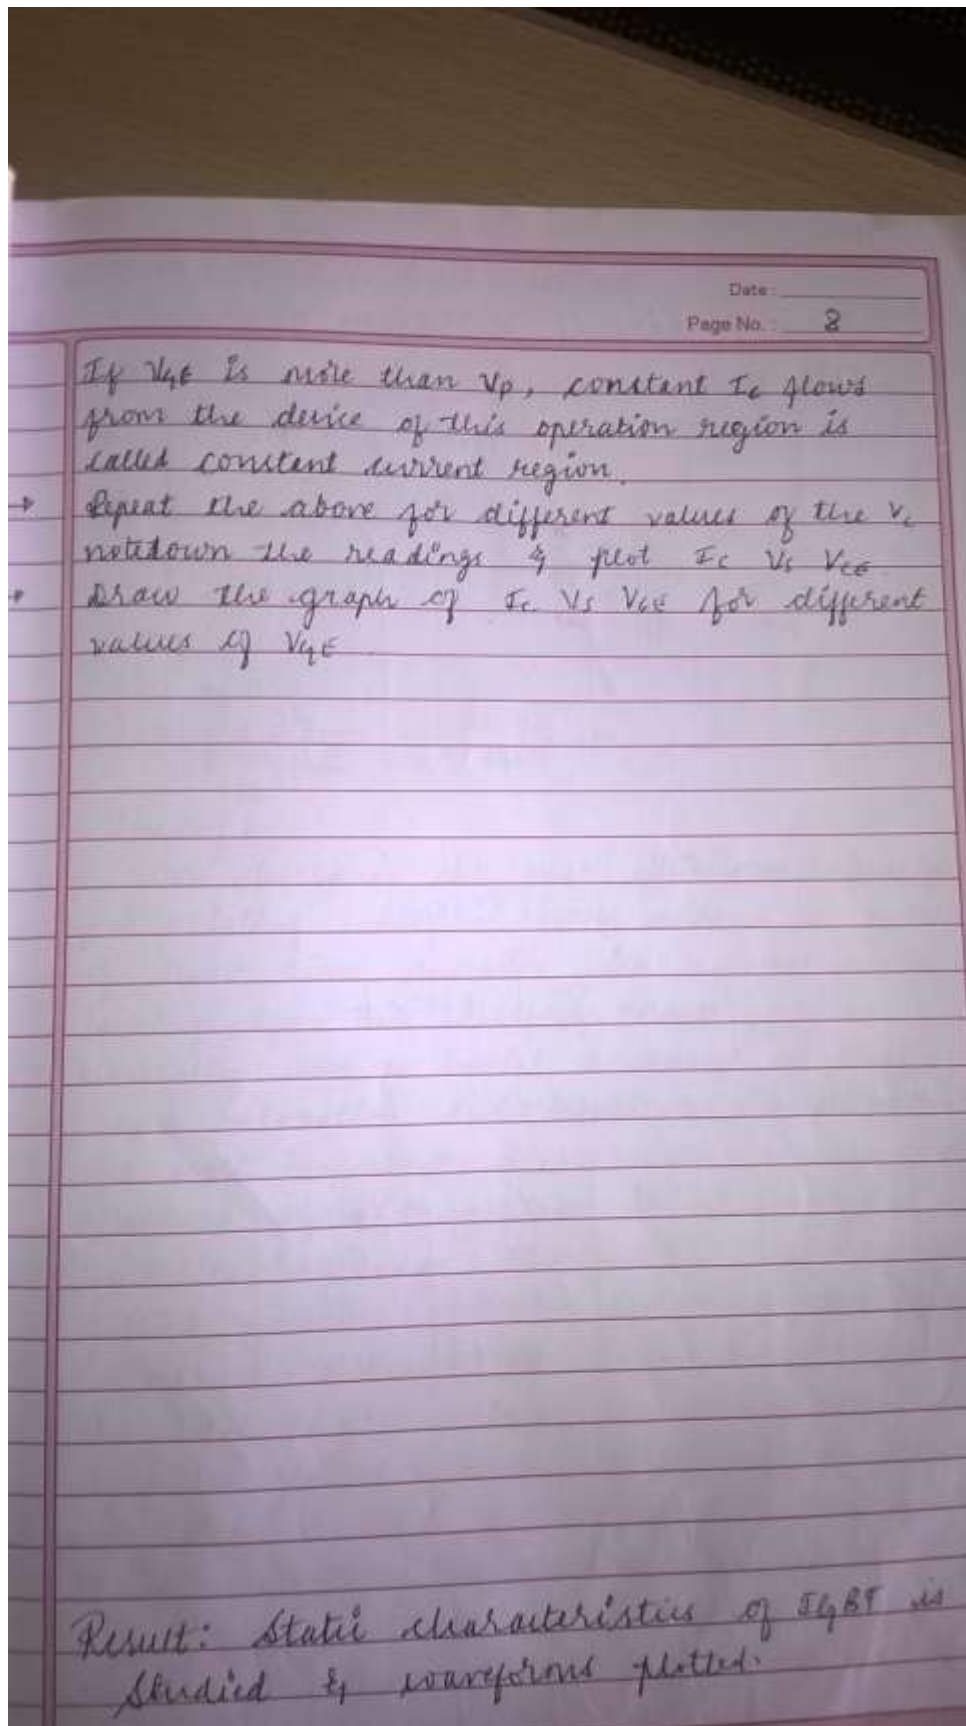 Date :
Page No. : 8
If VGE is more than Vp, constant Ic flows
from the device of this operation region is
called constant current region.
→ Repeat the above for different values of the Vc
notedown the readings & plot Ic Vs VCE
→ Draw the graph of Ic Vs VCE for different
values of VGE
Result: Static characteristics of IGBT is
Studied & waveforms plotted.